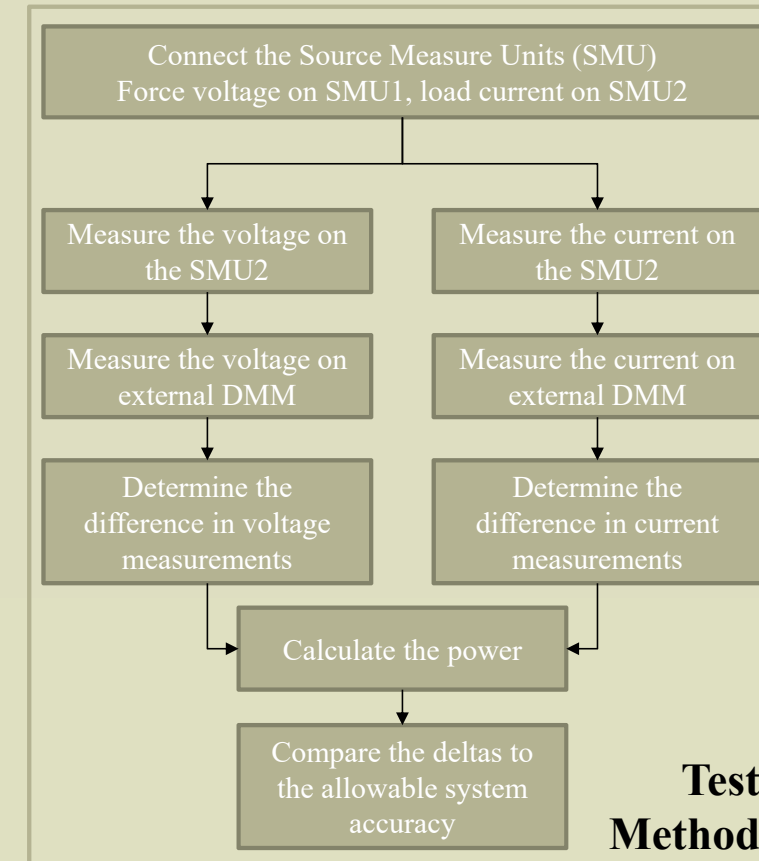 Connect the Source Measure Units (SMU)
Force voltage on SMU1, load current on SMU2
Measure the voltage on
the SMU2
Measure the current on
the SMU2
Measure the voltage on
external DMM
Measure the current on
external DMM
Determine the
difference in voltage
measurements
Determine the
difference in current
measurements
Calculate the power
Compare the deltas to
the allowable system
accuracy
Test
Method